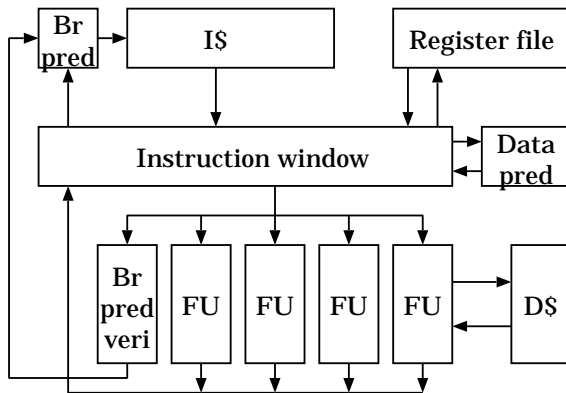 Br
pred
I$
Register file
Instruction window
Data
pred
Br
pred
veri
FU
FU
FU
FU
D$